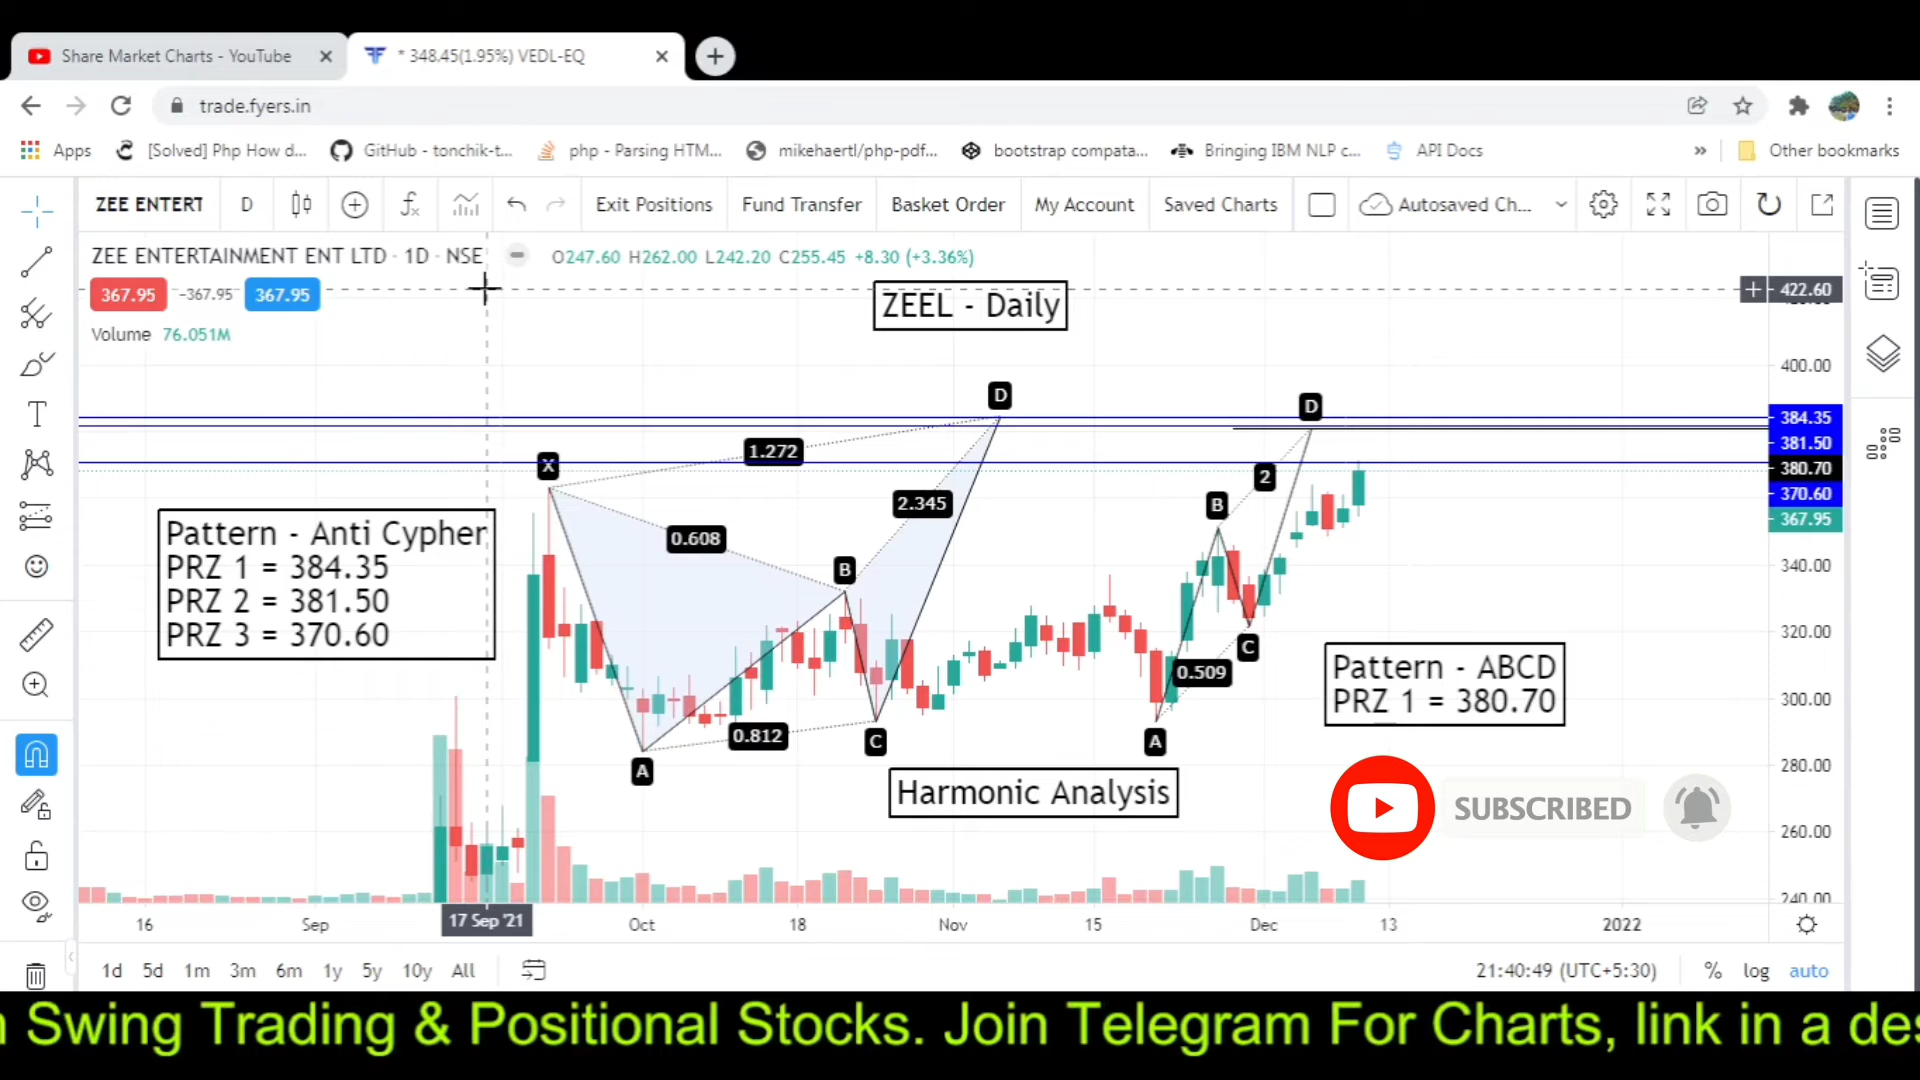 Share Market Charts - YouTube
* 348.45(1.95%) VEDL-EQ
trade.fyers.in
Apps
[Solved] Php How d...
GitHub - tonchik-t...
php - Parsing HTM...
mikehaertl/php-pdf...
bootstrap compata...
Bringing IBM NLP c...
API Docs
»
Other bookmarks
ZEE ENTERT
D
Exit Positions
Fund Transfer
Basket Order
My Account
Saved Charts
Autosaved Ch...
ZEE ENTERTAINMENT ENT LTD · 1D · NSE
O247.60 H262.00 L242.20 C255.45 +8.30 (+3.36%)
367.95
-367.95
367.95
Volume 76.051M
ZEEL - Daily
422.60
400.00
384.35
381.50
380.70
370.60
367.95
340.00
320.00
300.00
280.00
260.00
240.00
X
A
B
C
D
1.272
2.345
0.608
0.812
A
B
C
D
2
0.509
Pattern - Anti Cypher
PRZ 1 = 384.35
PRZ 2 = 381.50
PRZ 3 = 370.60
Pattern - ABCD
PRZ 1 = 380.70
Harmonic Analysis
SUBSCRIBED
16
Sep
17 Sep '21
Oct
18
Nov
15
Dec
13
2022
1d
5d
1m
3m
6m
1y
5y
10y
All
21:40:49 (UTC+5:30)
%
log
auto
n Swing Trading & Positional Stocks. Join Telegram For Charts, link in a des